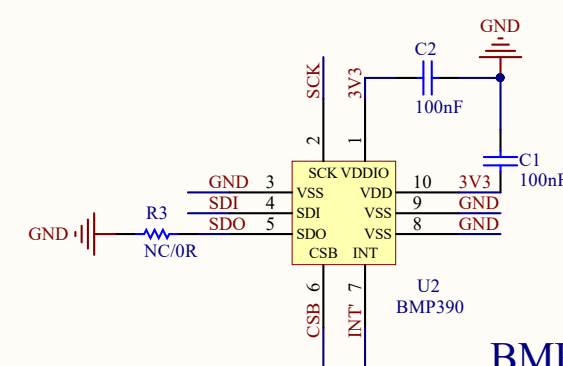 GND
C2
SCK
3V3
100nF
2
1
C1
100nF
SCK VDDIO
GND 3 VSS VDD 10 3V3
SDI 4 SDI VSS 9 GND
R3 SDO 5 SDO VSS 8 GND
GND
NC/0R
CSB INT
6
7
U2
CSB
INT'
BMP390